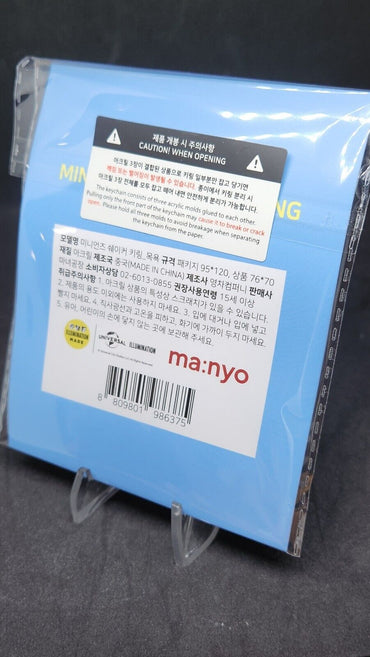 제품 개봉 시 주의사항
CAUTION! WHEN OPENING
아크릴 3장이 결합된 상품으로 키링 일부분만 잡고 당기면
깨짐 또는 떨어짐이 발생될 수 있습니다. 종이에서 키링 분리 시
아크릴 3장 전체를 모두 잡고 떼어 내면 안전하게 분리가 가능합니다.
The keychain consists of three acrylic molds glued to each other.
Pulling only the front part of the keychain may cause it to break or crack
open. Please hold all three molds to avoid breakage when separating
the keychain from the paper.
MIN NG
모델명 미니언즈 쉐이커 키링_목욕 규격 패키지 95*120, 상품 76*70
재질 아크릴 제조국 중국(MADE IN CHINA) 제조사 영차컴퍼니 판매사
마녀공장 소비자상담 02-6013-0855 권장사용연령 15세 이상
취급주의사항 1. 아크릴 상품의 특성상 스크래치가 있을 수 있습니다.
2. 제품의 용도 이외에는 사용하지 마세요. 3. 입에 대거나 입에 넣고
빨지 마세요. 4. 직사광선과 고온을 피하고, 화기에 가까이 두지 마세요.
5. 유아, 어린이의 손에 닿지 않는 곳에 보관해 주세요.
ILLUMINATION
MADE
UNIVERSAL
ILLUMINATION
ma:nyo
8 809801 986375